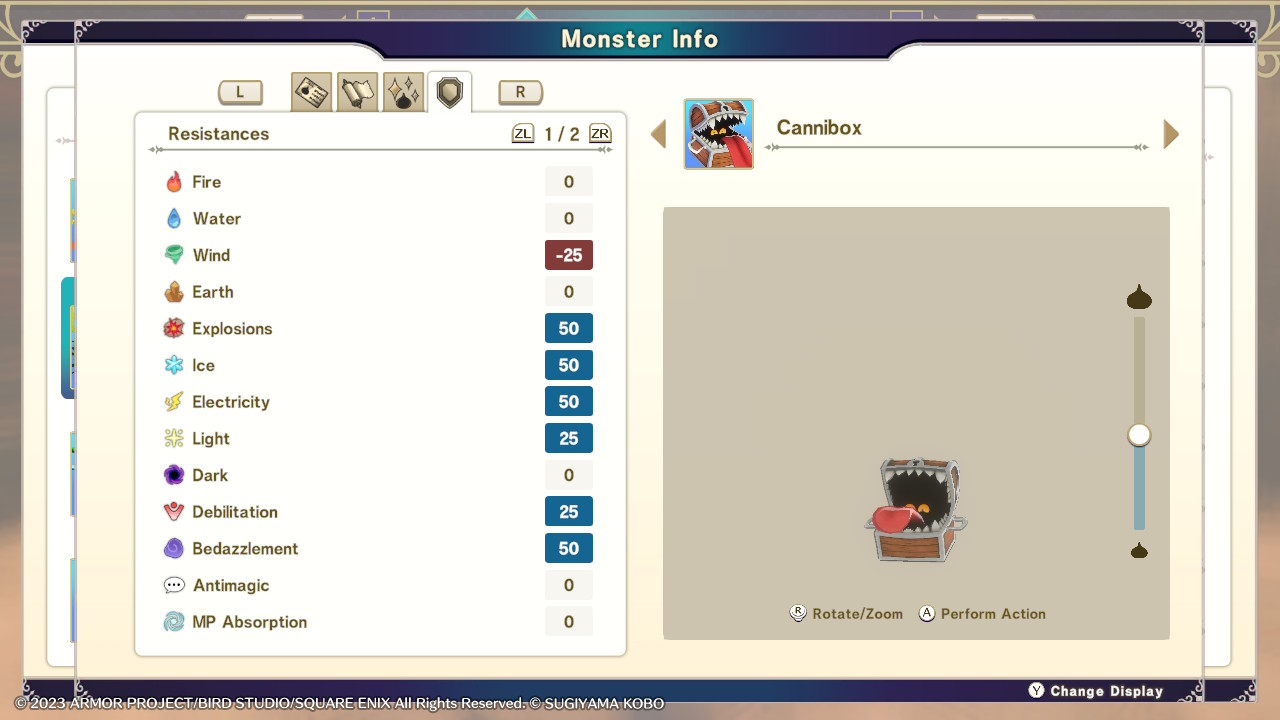 Monster Info
L
R
Resistances
ZL 1 / 2 ZR
Cannibox
Fire 0
Water 0
Wind -25
Earth 0
Explosions 50
Ice 50
Electricity 50
Light 25
Dark 0
Debilitation 25
Bedazzlement 50
Antimagic 0
MP Absorption 0
R Rotate/Zoom A Perform Action
Y Change Display
© 2023 ARMOR PROJECT/BIRD STUDIO/SQUARE ENIX All Rights Reserved. © SUGIYAMA KOBO